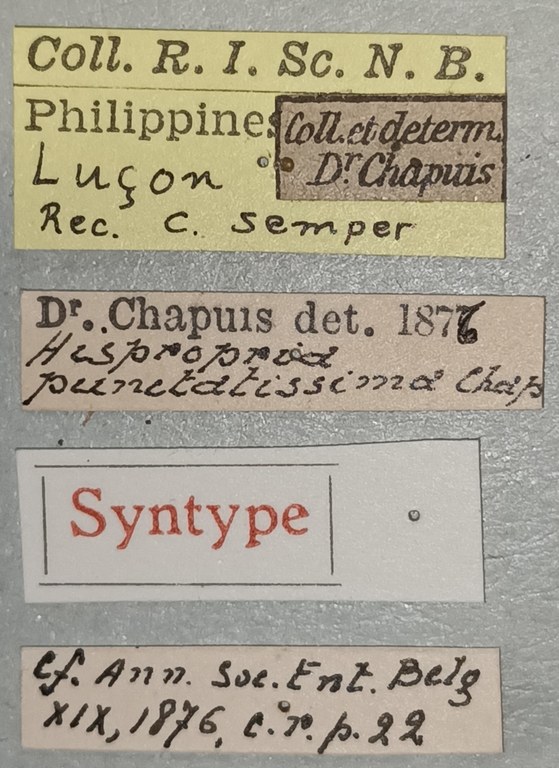 Coll. R. I. Sc. N. B.
Philippines
Luçon
Rec. C. Semper
Coll. et determ.
Dr. Chapuis
Dr. Chapuis det. 1876
Hispropria
punctatissima Chap
Syntype
cf. Ann. Soc. Ent. Belg
XIX, 1876, c.r. p. 22